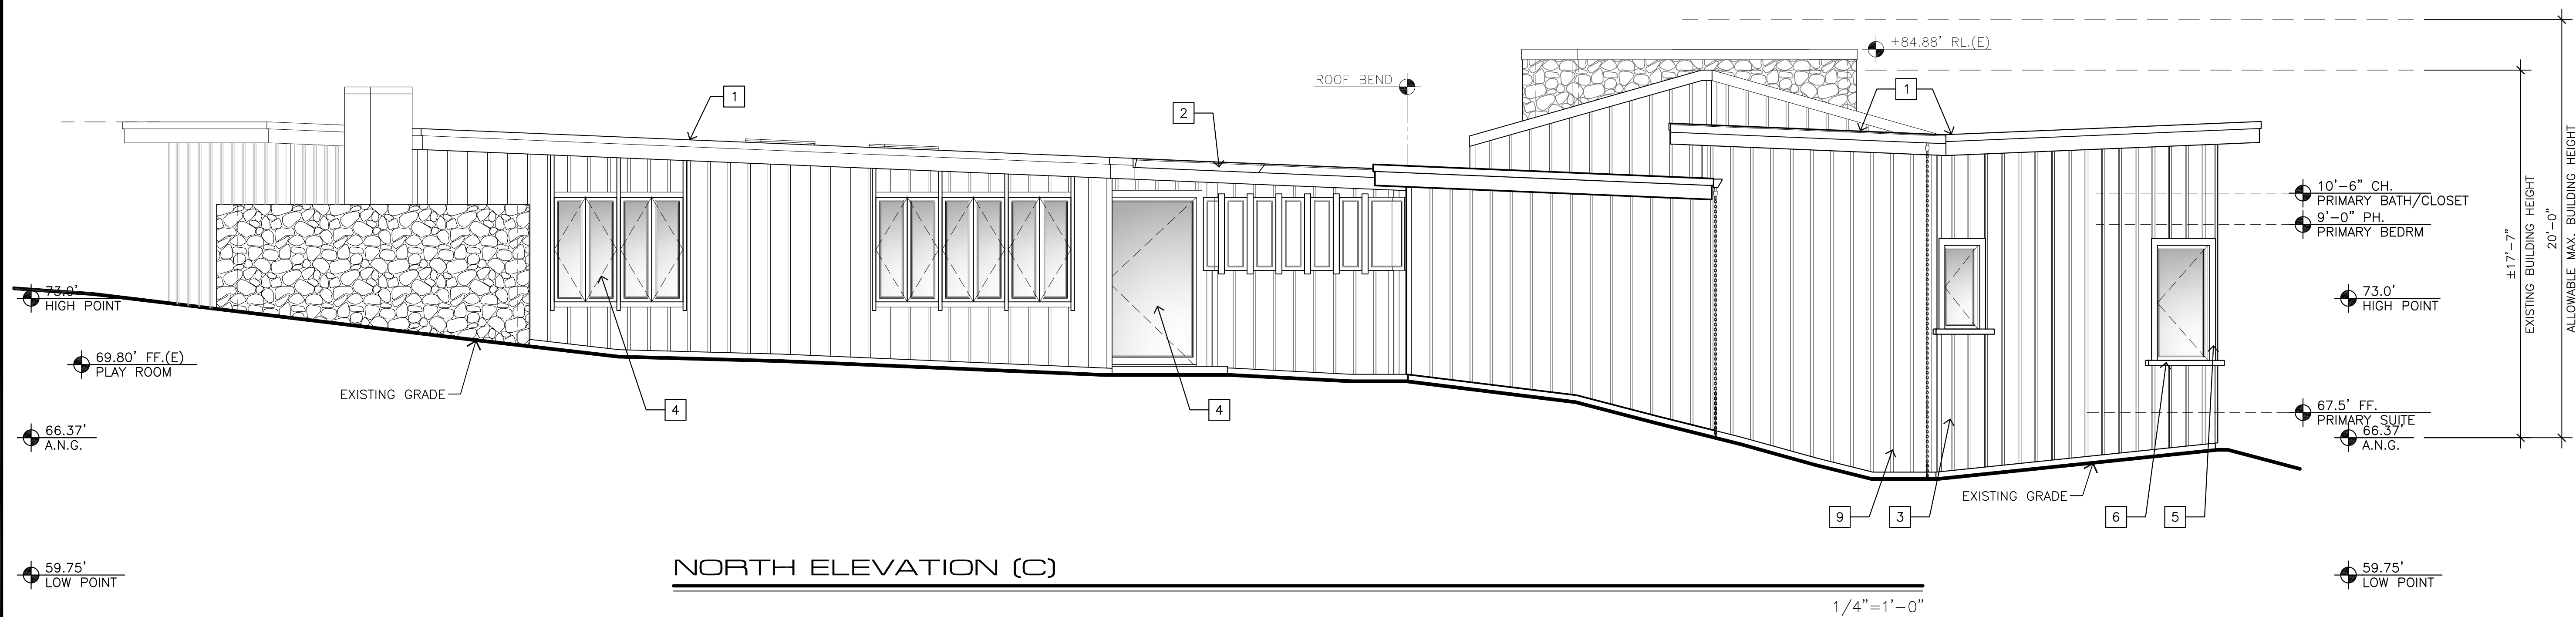 ±84.88' RL.(E)
ROOF BEND
1
1
2
10'-6" CH.
PRIMARY BATH/CLOSET
9'-0" PH.
PRIMARY BEDRM
±17'-7"
EXISTING BUILDING HEIGHT
20'-0"
ALLOWABLE MAX. BUILDING HEIGHT
73.0'
HIGH POINT
73.0'
HIGH POINT
69.80' FF.(E)
PLAY ROOM
EXISTING GRADE
4
4
67.5' FF.
PRIMARY SUITE
66.37'
A.N.G.
66.37'
A.N.G.
EXISTING GRADE
9
3
6
5
59.75'
LOW POINT
59.75'
LOW POINT
NORTH ELEVATION (C)
1/4"=1'-0"